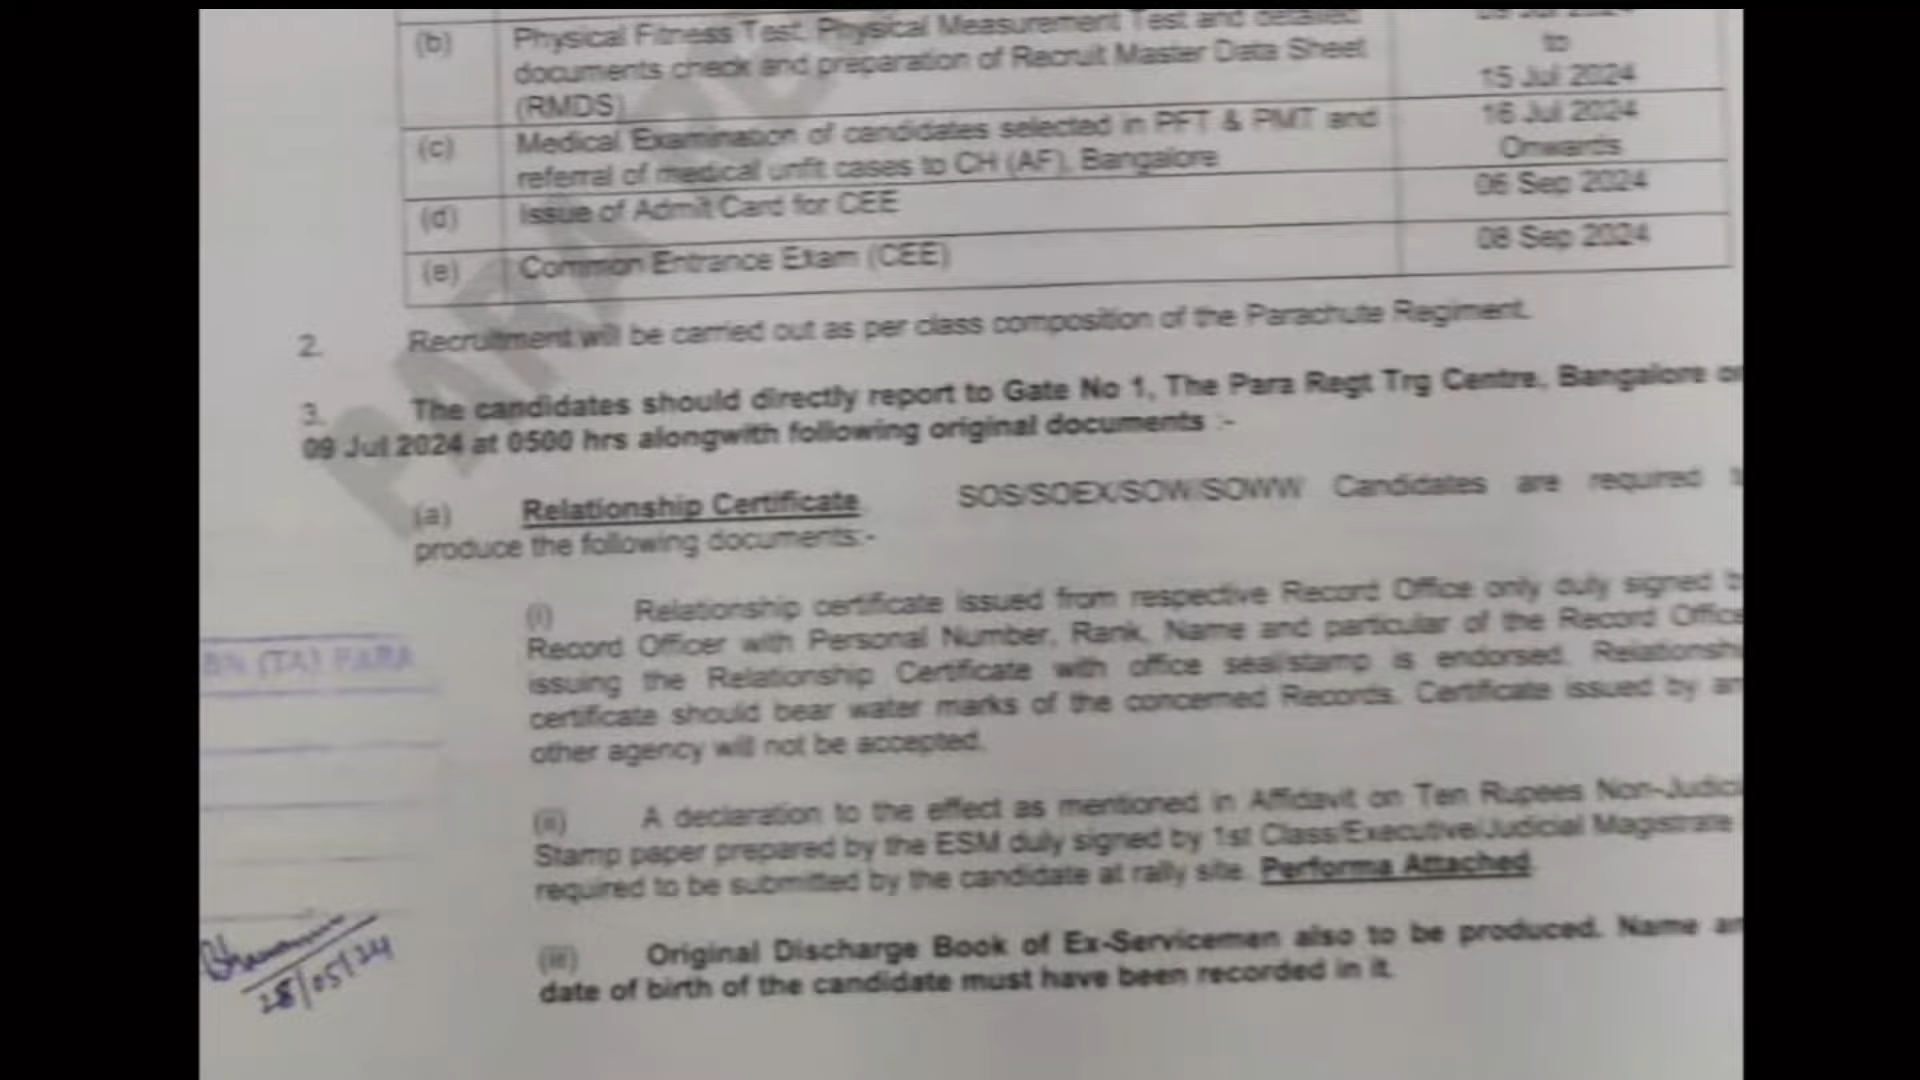 (b) Physical Fitness Test, Physical Measurement Test and detailed
documents check and preparation of Recruit Master Data Sheet
(RMDS)
to
15 Jul 2024
(c) Medical Examination of candidates selected in PFT & PMT and
referral of medical unfit cases to CH (AF), Bangalore
16 Jul 2024
Onwards
(d) Issue of Admit Card for CEE 06 Sep 2024
(e) Common Entrance Exam (CEE) 08 Sep 2024
2. Recruitment will be carried out as per class composition of the Parachute Regiment.
3. The candidates should directly report to Gate No 1, The Para Regt Trg Centre, Bangalore on
09 Jul 2024 at 0500 hrs alongwith following original documents :-
(a) Relationship Certificate SOS/SOEX/SOW/SOWW Candidates are required
produce the following documents:-
(i) Relationship certificate issued from respective Record Office only duly signed
Record Officer with Personal Number, Rank, Name and particular of the Record Office
issuing the Relationship Certificate with office seal/stamp is endorsed. Relationsh
certificate should bear water marks of the concerned Records. Certificate issued by an
other agency will not be accepted.
(ii) A declaration to the effect as mentioned in Affidavit on Ten Rupees Non-Judici
Stamp paper prepared by the ESM duly signed by 1st Class/Executive/Judicial Magistrate
required to be submitted by the candidate at rally site. Performa Attached.
(iii) Original Discharge Book of Ex-Servicemen also to be produced. Name an
date of birth of the candidate must have been recorded in it.
BN (TA) PARA
28/05/24